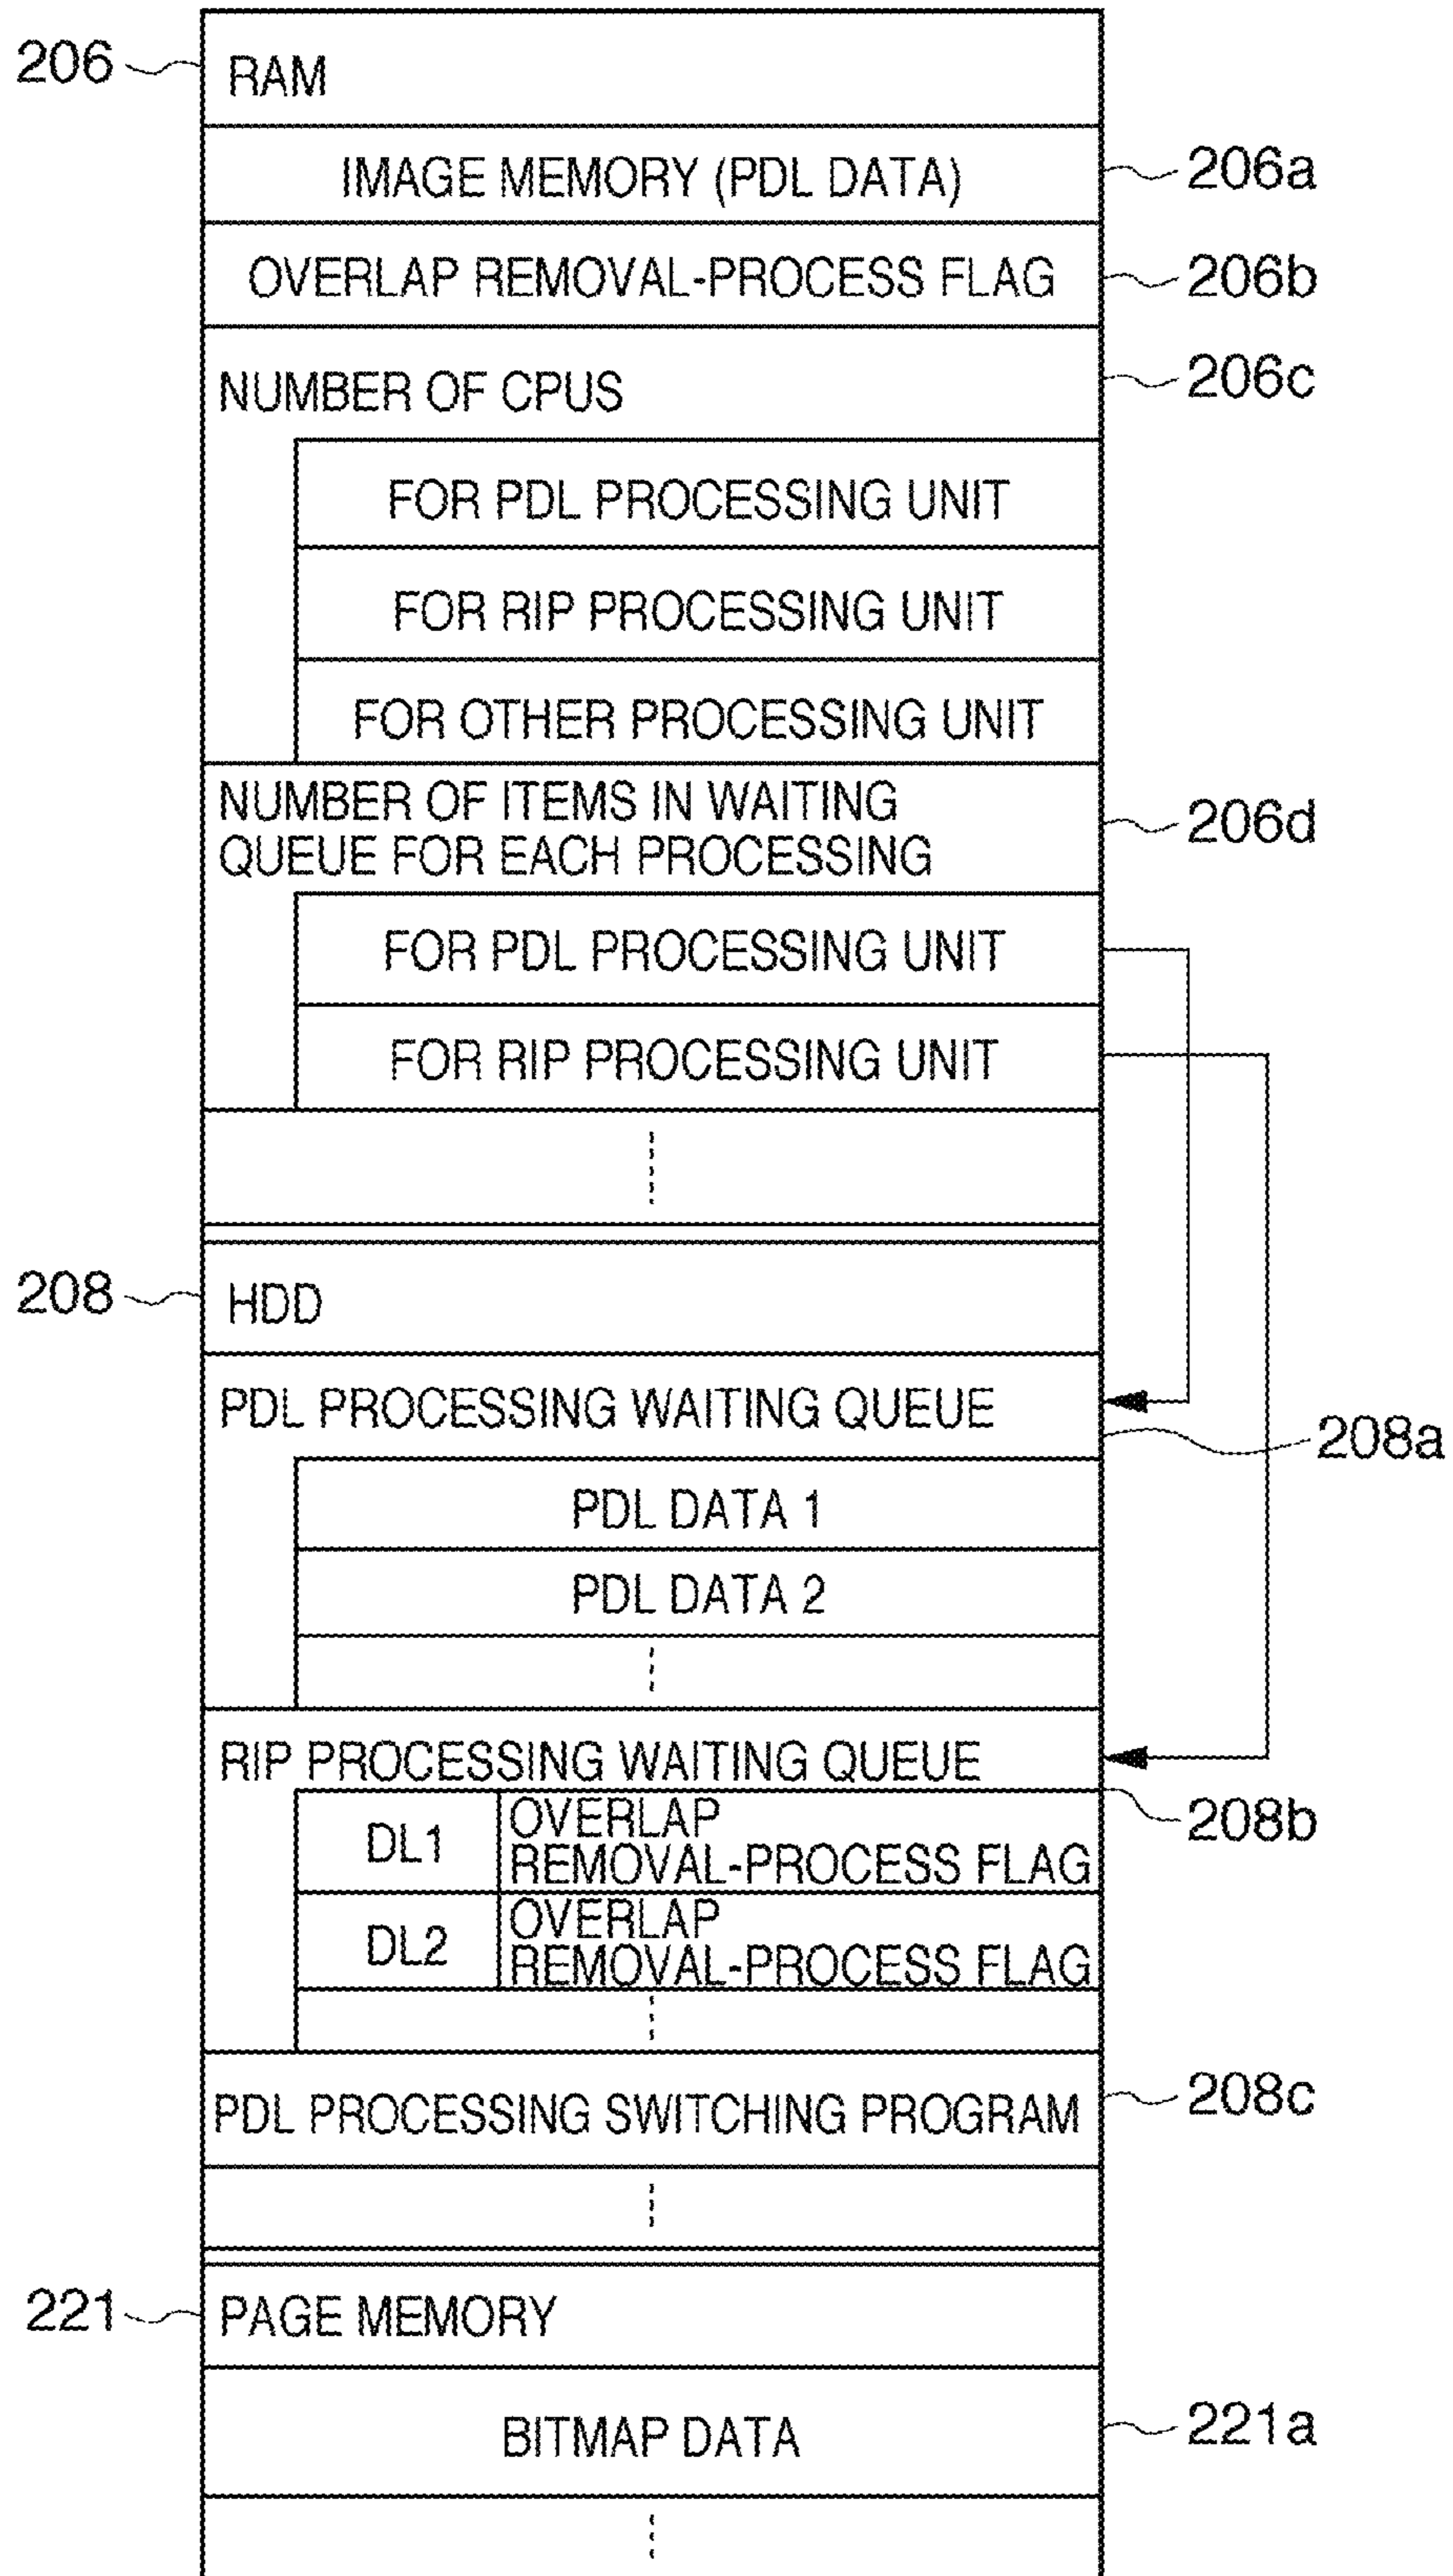 206
RAM
IMAGE MEMORY (PDL DATA)
206a
OVERLAP REMOVAL-PROCESS FLAG
206b
NUMBER OF CPUS
206c
FOR PDL PROCESSING UNIT
FOR RIP PROCESSING UNIT
FOR OTHER PROCESSING UNIT
NUMBER OF ITEMS IN WAITING
QUEUE FOR EACH PROCESSING
206d
FOR PDL PROCESSING UNIT
FOR RIP PROCESSING UNIT
208
HDD
PDL PROCESSING WAITING QUEUE
208a
PDL DATA 1
PDL DATA 2
RIP PROCESSING WAITING QUEUE
208b
DL1
OVERLAP
REMOVAL-PROCESS FLAG
DL2
OVERLAP
REMOVAL-PROCESS FLAG
PDL PROCESSING SWITCHING PROGRAM
208c
221
PAGE MEMORY
BITMAP DATA
221a